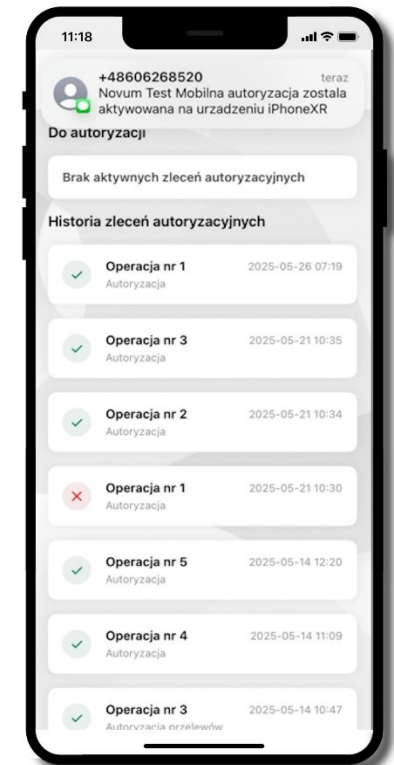 11:18
+48606268520 teraz
Novum Test Mobilna autoryzacja zostala
aktywowana na urzadzeniu iPhoneXR
Do autoryzacji
Brak aktywnych zleceń autoryzacyjnych
Historia zleceń autoryzacyjnych
Operacja nr 1 2025-05-26 07:19
Autoryzacja
Operacja nr 3 2025-05-21 10:35
Autoryzacja
Operacja nr 2 2025-05-21 10:34
Autoryzacja
Operacja nr 1 2025-05-21 10:30
Autoryzacja
Operacja nr 5 2025-05-14 12:20
Autoryzacja
Operacja nr 4 2025-05-14 11:09
Autoryzacja
Operacja nr 3 2025-05-14 10:47
Autoryzacja przelewów